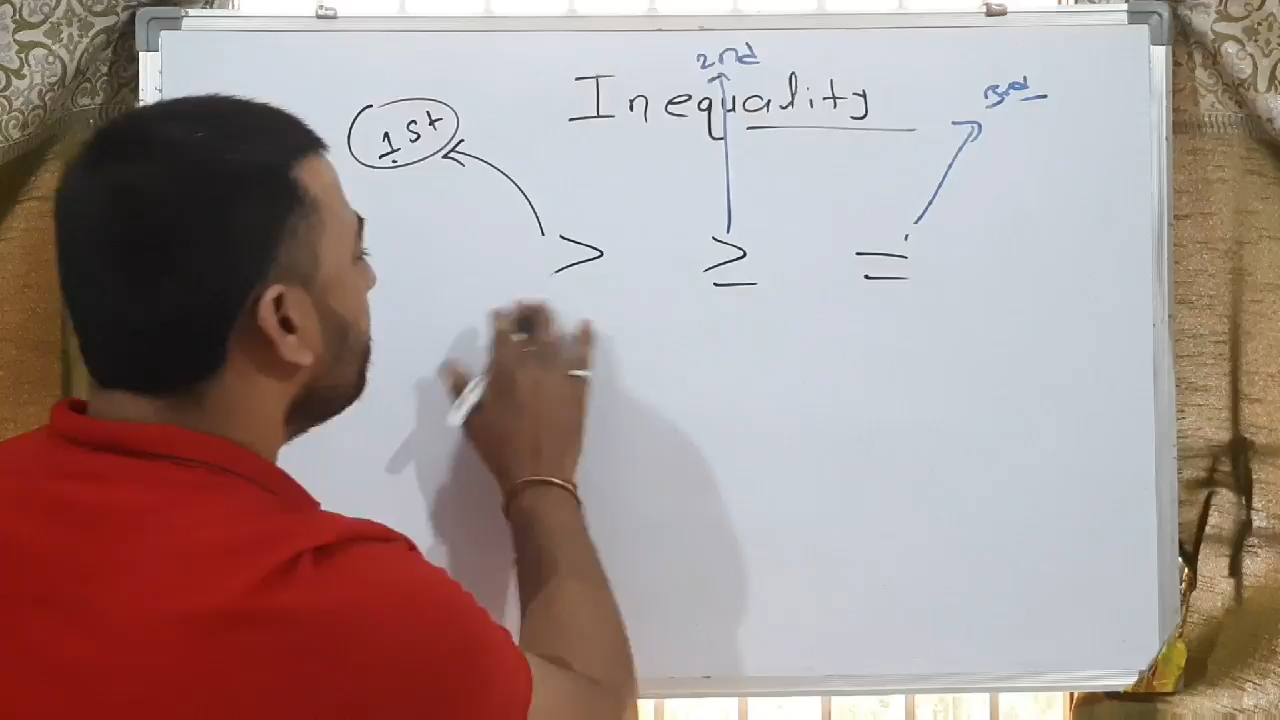 2nd
Inequality
3rd
1st
> ≥ =